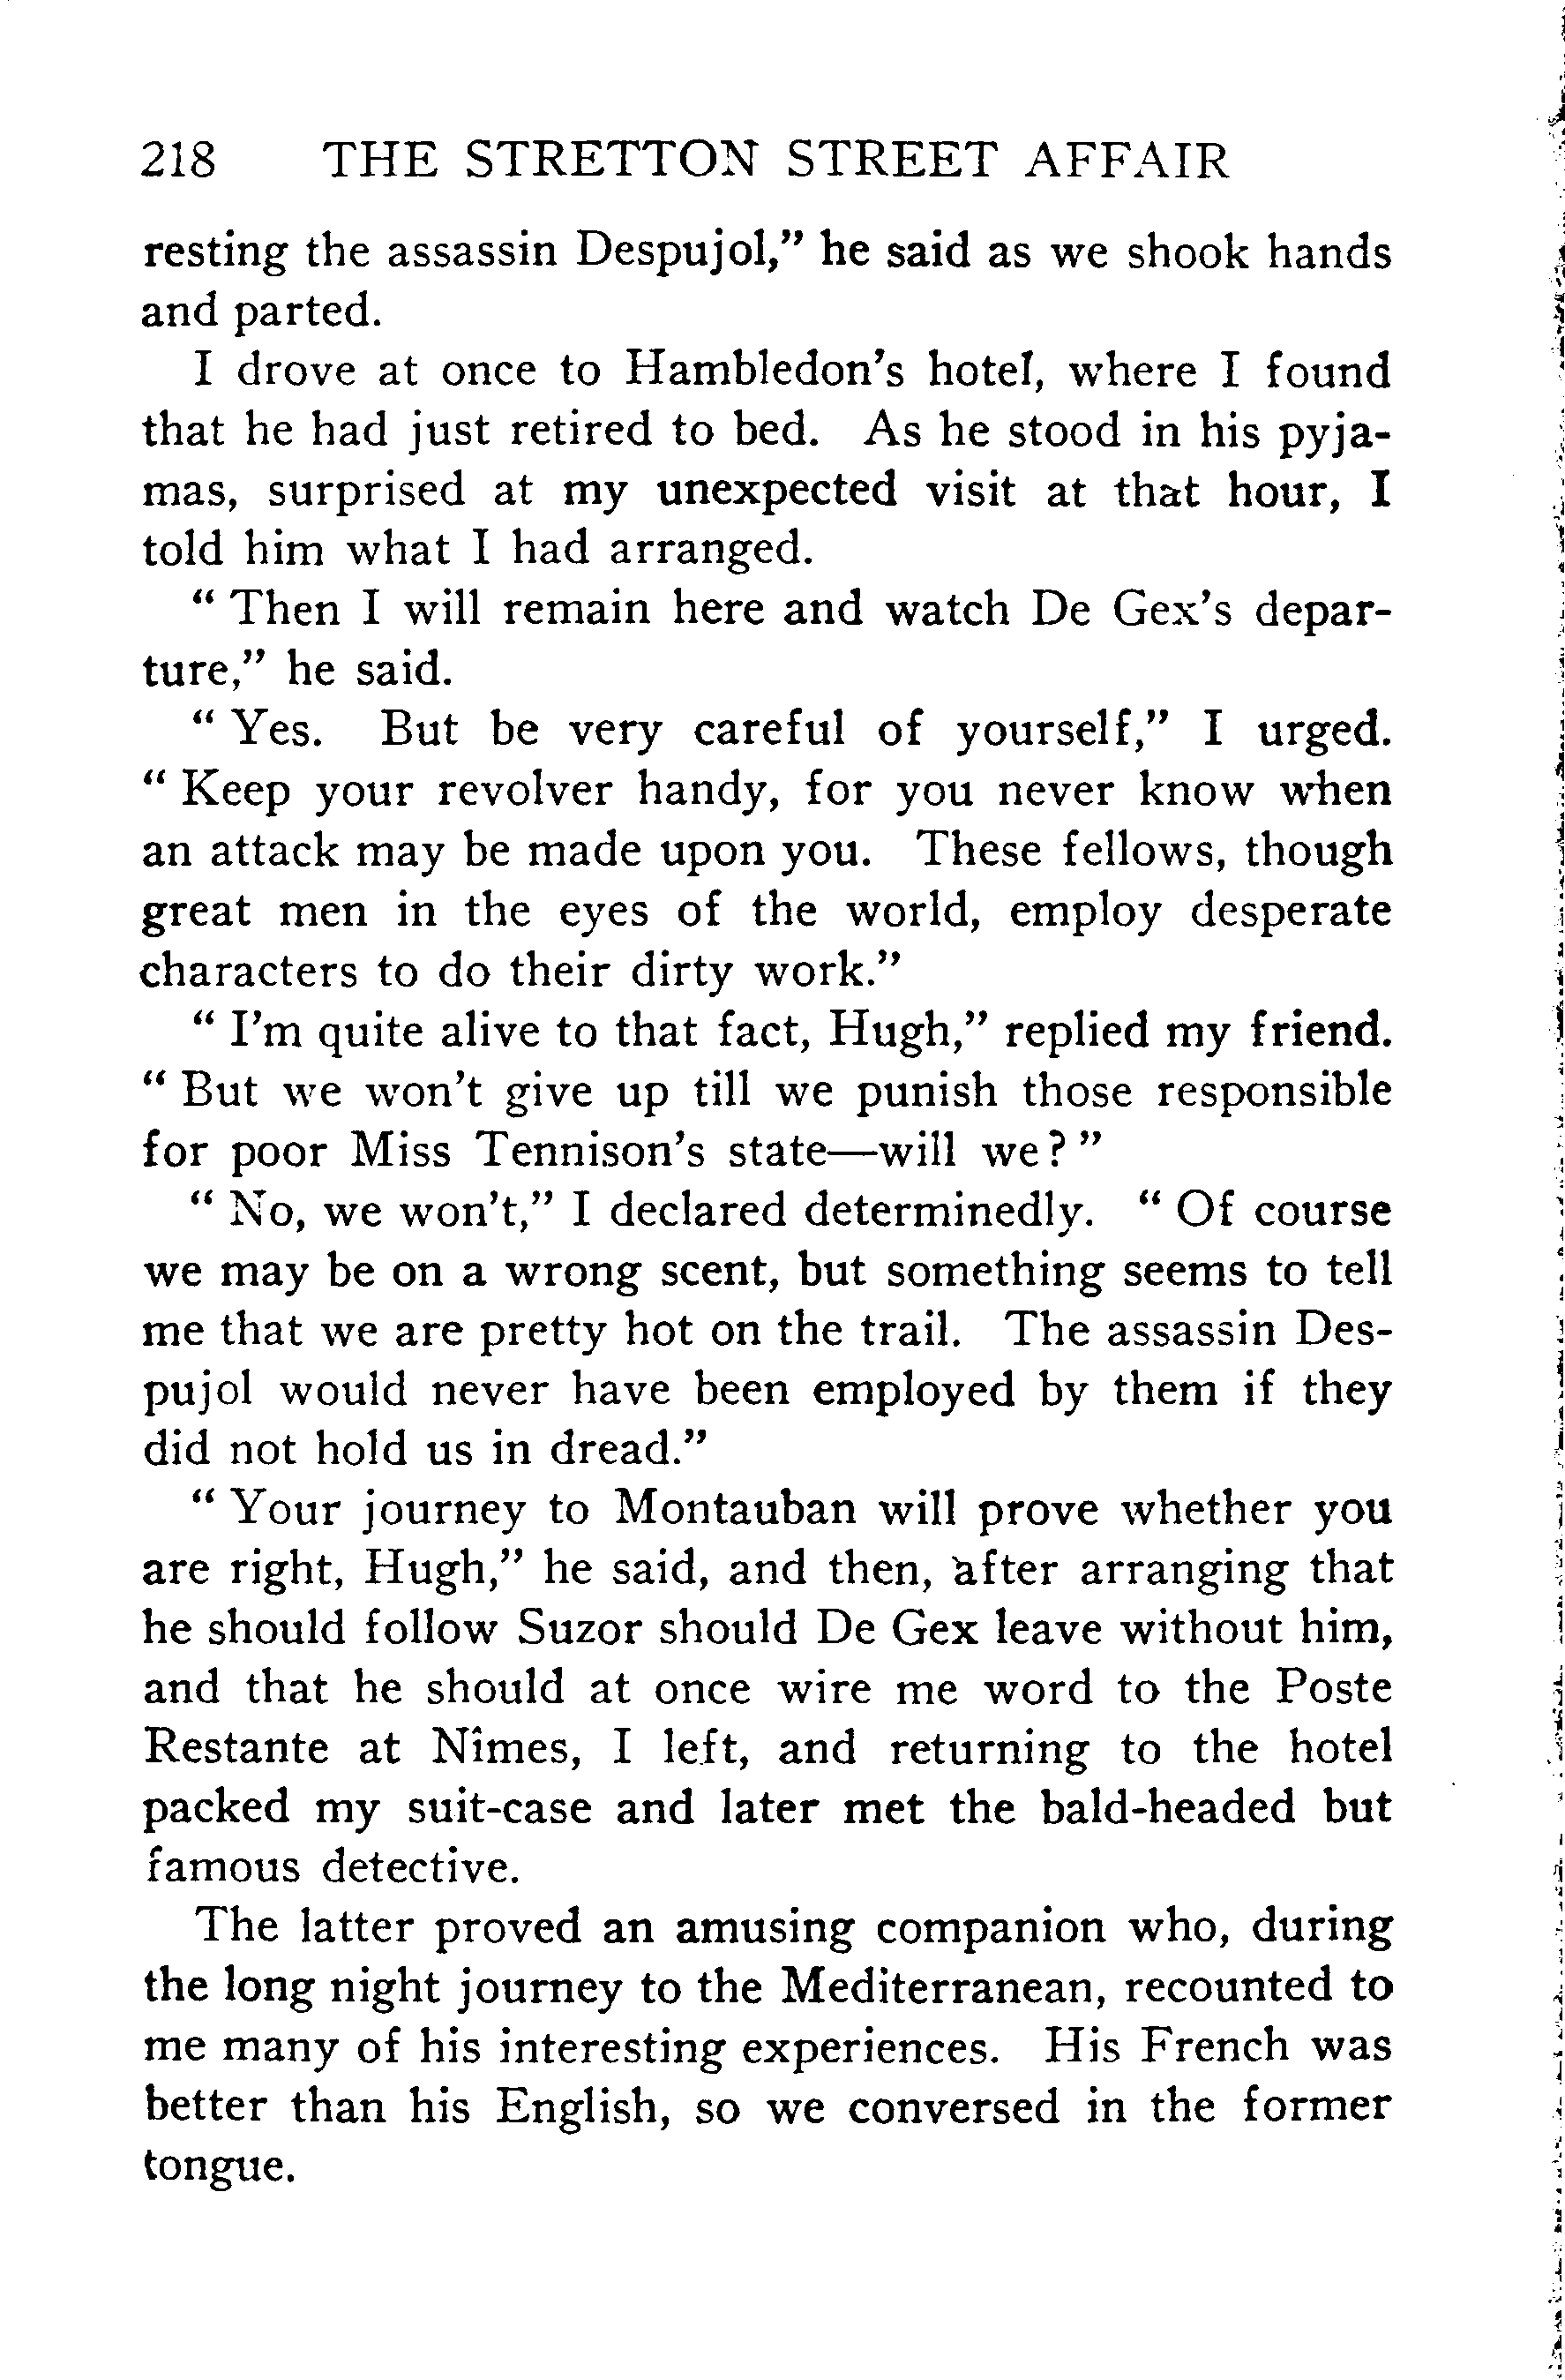 218 THE STRETTON STREET AFFAIR
resting the assassin Despujol,” he said as we shook hands
and parted.
I drove at once to Hambledon’s hotel, where I found
that he had just retired to bed. As he stood in his pyja-
mas, surprised at my unexpected visit at that hour, I
told him what I had arranged.
“ Then I will remain here and watch De Gex’s depar-
ture,” he said.
“ Yes. But be very careful of yourself,” I urged.
“ Keep your revolver handy, for you never know when
an attack may be made upon you. These fellows, though
great men in the eyes of the world, employ desperate
characters to do their dirty work.”
“ I’m quite alive to that fact, Hugh,” replied my friend.
“ But we won’t give up till we punish those responsible
for poor Miss Tennison’s state—will we? ”
“ No, we won’t,” I declared determinedly. “ Of course
we may be on a wrong scent, but something seems to tell
me that we are pretty hot on the trail. The assassin Des-
pujol would never have been employed by them if they
did not hold us in dread.”
“ Your journey to Montauban will prove whether you
are right, Hugh,” he said, and then, after arranging that
he should follow Suzor should De Gex leave without him,
and that he should at once wire me word to the Poste
Restante at Nîmes, I left, and returning to the hotel
packed my suit-case and later met the bald-headed but
famous detective.
The latter proved an amusing companion who, during
the long night journey to the Mediterranean, recounted to
me many of his interesting experiences. His French was
better than his English, so we conversed in the former
tongue.